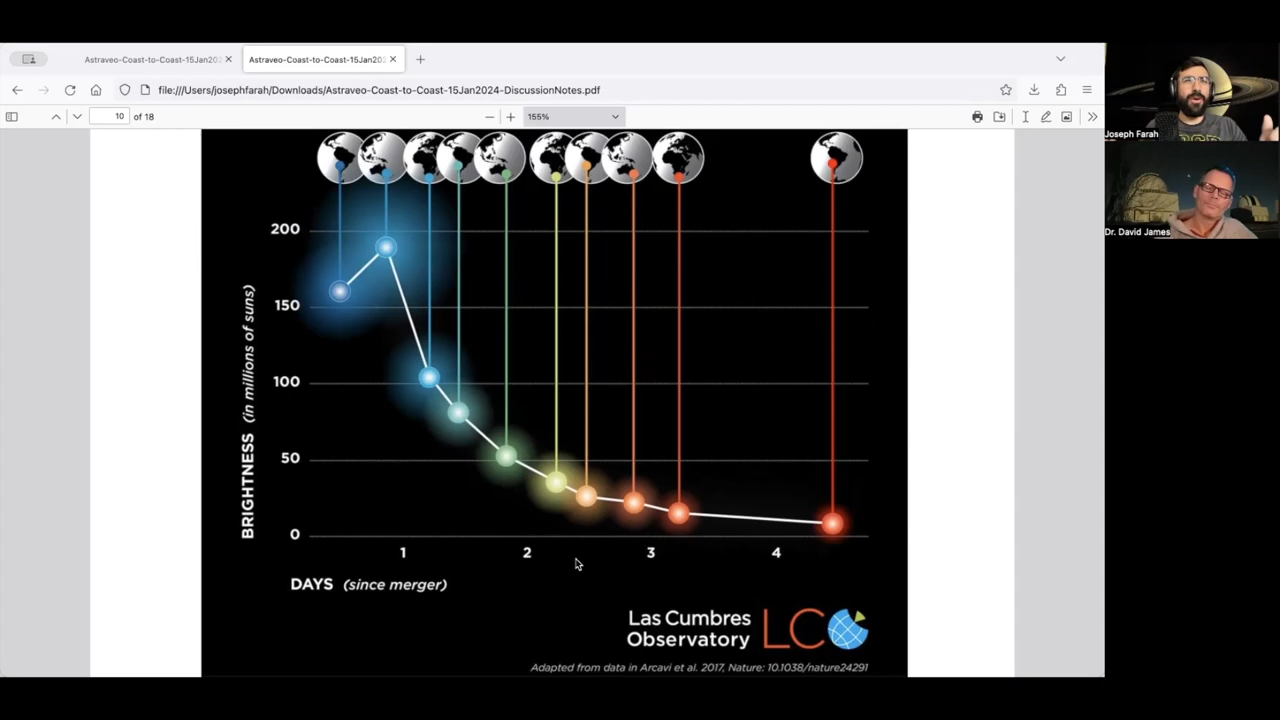 Astraveo-Coast-to-Coast-15Jan202
Astraveo-Coast-to-Coast-15Jan202
file:///Users/josephfarah/Downloads/Astraveo-Coast-to-Coast-15Jan2024-DiscussionNotes.pdf
10 of 18
155%
Joseph Farah
Dr. David James
200
150
100
50
0
BRIGHTNESS (in millions of suns)
1 2 3 4
DAYS (since merger)
Las Cumbres
Observatory
LCO
Adapted from data in Arcavi et al. 2017, Nature: 10.1038/nature24291